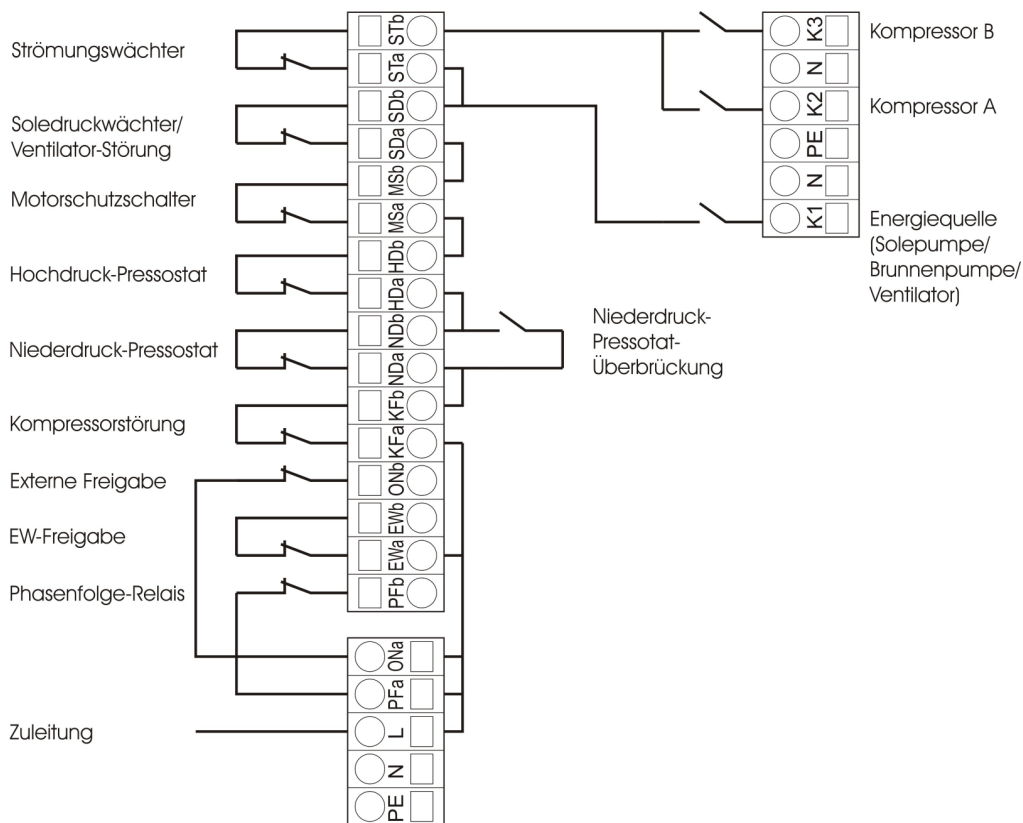 Strömungswächter
Soledruckwächter/
Ventilator-Störung
Motorschutzschalter
Hochdruck-Pressostat
Niederdruck-Pressostat
Kompressorstörung
Externe Freigabe
EW-Freigabe
Phasenfolge-Relais
Zuleitung
STb
STa
SDb
SDa
MSb
MSa
HDb
HDa
NDb
NDa
KFb
KFa
ONb
EWb
EWa
PFb
ONa
PFa
L
N
PE
Niederdruck-
Pressotat-
Überbrückung
K3
N
K2
PE
N
K1
Kompressor B
Kompressor A
Energiequelle
(Solepumpe/
Brunnenpumpe/
Ventilator)